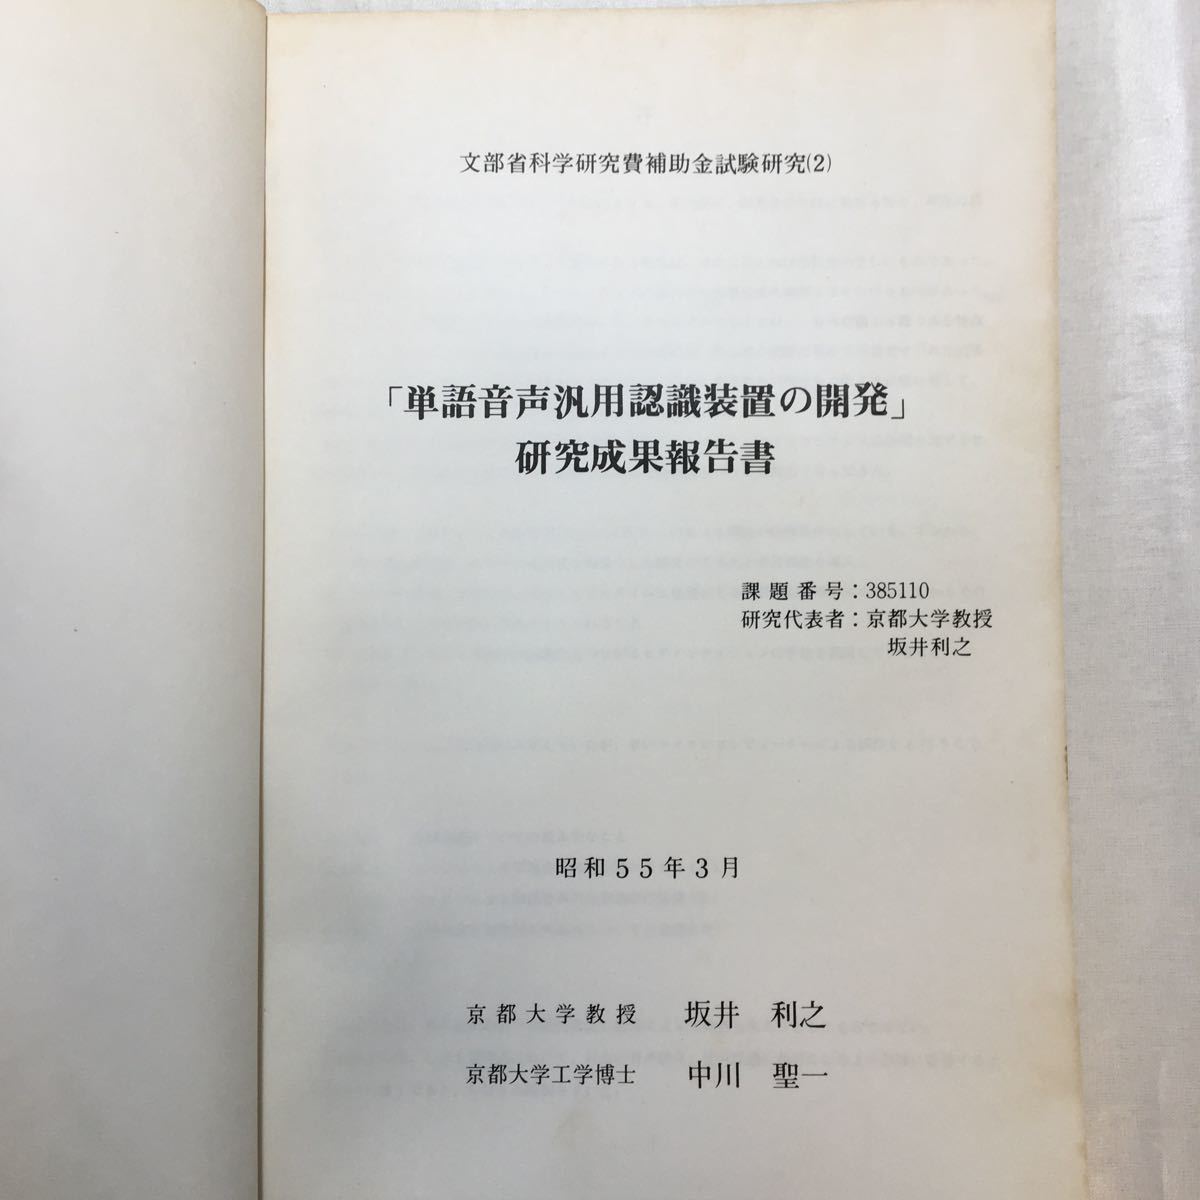 文部省科学研究費補助金試験研究(2)
「単語音声汎用認識装置の開発」
研究成果報告書
課題番号：385110
研究代表者：京都大学教授
坂井利之
昭和55年3月
京都大学教授 坂井 利之
京都大学工学博士 中川 聖一